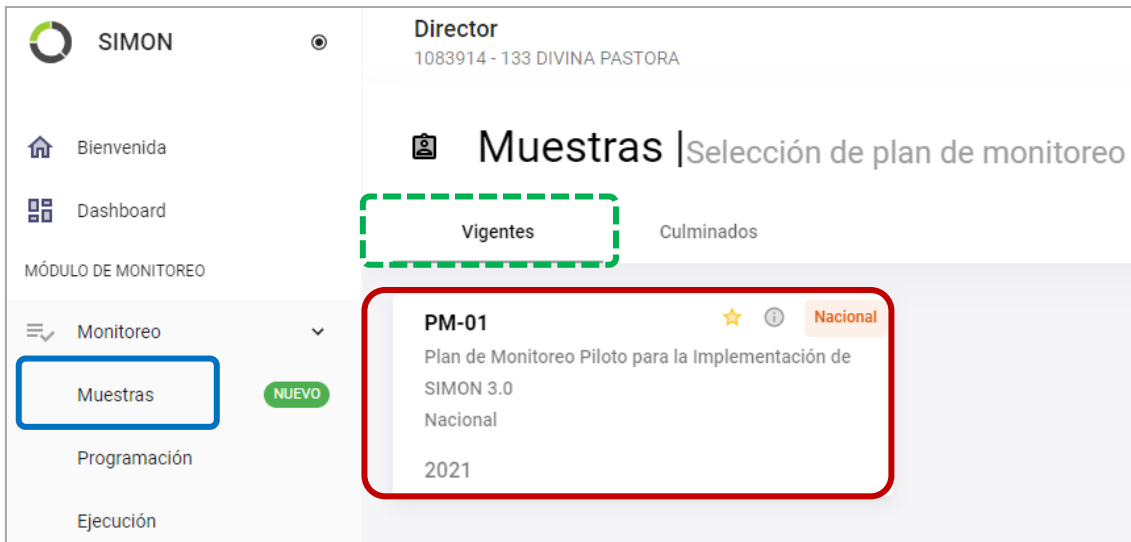 SIMON
Bienvenida
Dashboard
MÓDULO DE MONITOREO
Monitoreo
Muestras NUEVO
Programación
Ejecución
Director
1083914 - 133 DIVINA PASTORA
Muestras |Selección de plan de monitoreo
Vigentes Culminados
PM-01 Nacional
Plan de Monitoreo Piloto para la Implementación de
SIMON 3.0
Nacional
2021